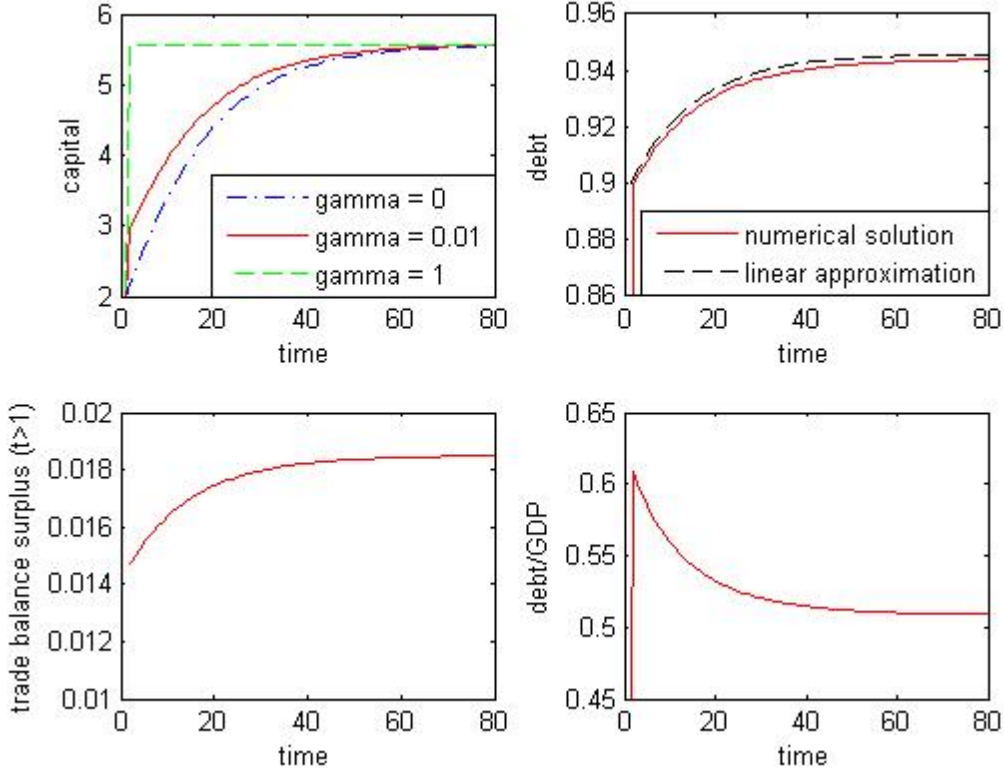 6
5
4
3
2
0 20 40 60 80
capital
time
gamma = 0
gamma = 0.01
gamma = 1
0.96
0.94
0.92
0.9
0.88
0.86
0 20 40 60 80
debt
time
numerical solution
linear approximation
0.02
0.018
0.016
0.014
0.012
0.01
0 20 40 60 80
trade balance surplus (t>1)
time
0.65
0.6
0.55
0.5
0.45
0 20 40 60 80
debt/GDP
time